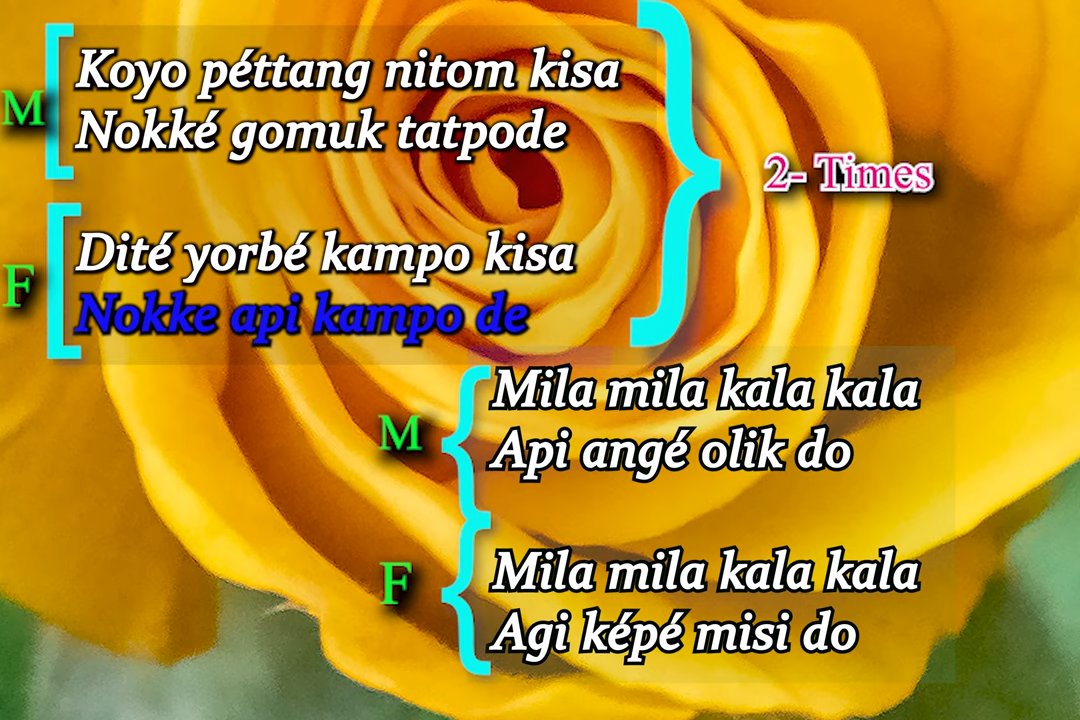 M
Koyo péttang nitom kisa
Nokké gomuk tatpode
F
Dité yorbé kampo kisa
Nokke api kampo de
2- Times
M
Mila mila kala kala
Api angé olik do
F
Mila mila kala kala
Agi képé misi do